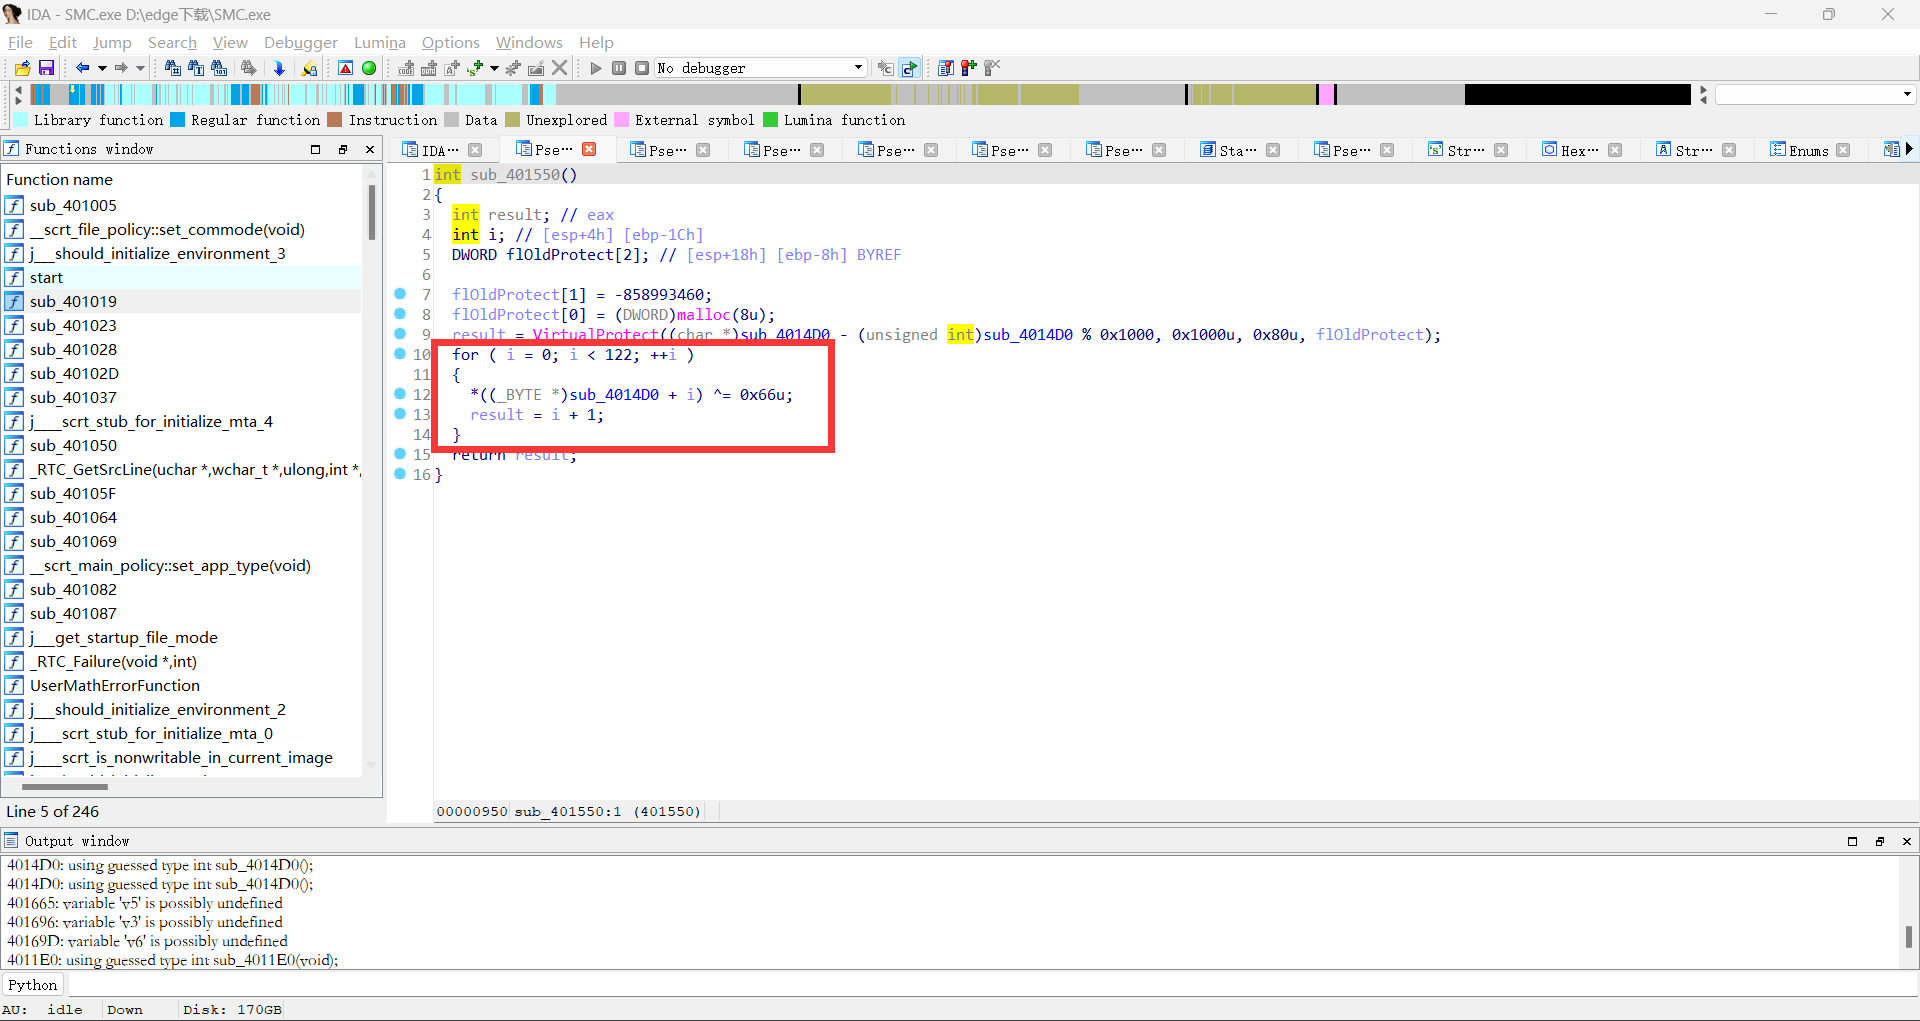 IDA - SMC.exe D:\edge下载\SMC.exe
File Edit Jump Search View Debugger Lumina Options Windows Help
No debugger
Library function Regular function Instruction Data Unexplored External symbol Lumina function
Functions window
IDA··· Pse··· Pse··· Pse··· Pse··· Pse··· Pse··· Sta··· Pse··· Str··· Hex··· Str··· Enums
Function name
sub_401005
__scrt_file_policy::set_commode(void)
j___should_initialize_environment_3
start
sub_401019
sub_401023
sub_401028
sub_40102D
sub_401037
j____scrt_stub_for_initialize_mta_4
sub_401050
_RTC_GetSrcLine(uchar *,wchar_t *,ulong,int *,
sub_40105F
sub_401064
sub_401069
__scrt_main_policy::set_app_type(void)
sub_401082
sub_401087
j___get_startup_file_mode
_RTC_Failure(void *,int)
UserMathErrorFunction
j___should_initialize_environment_2
j____scrt_stub_for_initialize_mta_0
j____scrt_is_nonwritable_in_current_image
Line 5 of 246
1 int sub_401550()
2 {
3 int result; // eax
4 int i; // [esp+4h] [ebp-1Ch]
5 DWORD flOldProtect[2]; // [esp+18h] [ebp-8h] BYREF
6
7 flOldProtect[1] = -858993460;
8 flOldProtect[0] = (DWORD)malloc(8u);
9 result = VirtualProtect((char *)sub_4014D0 - (unsigned int)sub_4014D0 % 0x1000, 0x1000u, 0x80u, flOldProtect);
10 for ( i = 0; i < 122; ++i )
11 {
12 *((_BYTE *)sub_4014D0 + i) ^= 0x66u;
13 result = i + 1;
14 }
15 return result;
16 }
00000950 sub_401550:1 (401550)
Output window
4014D0: using guessed type int sub_4014D0();
4014D0: using guessed type int sub_4014D0();
401665: variable 'v5' is possibly undefined
401696: variable 'v3' is possibly undefined
40169D: variable 'v6' is possibly undefined
4011E0: using guessed type int sub_4011E0(void);
Python
AU: idle Down Disk: 170GB